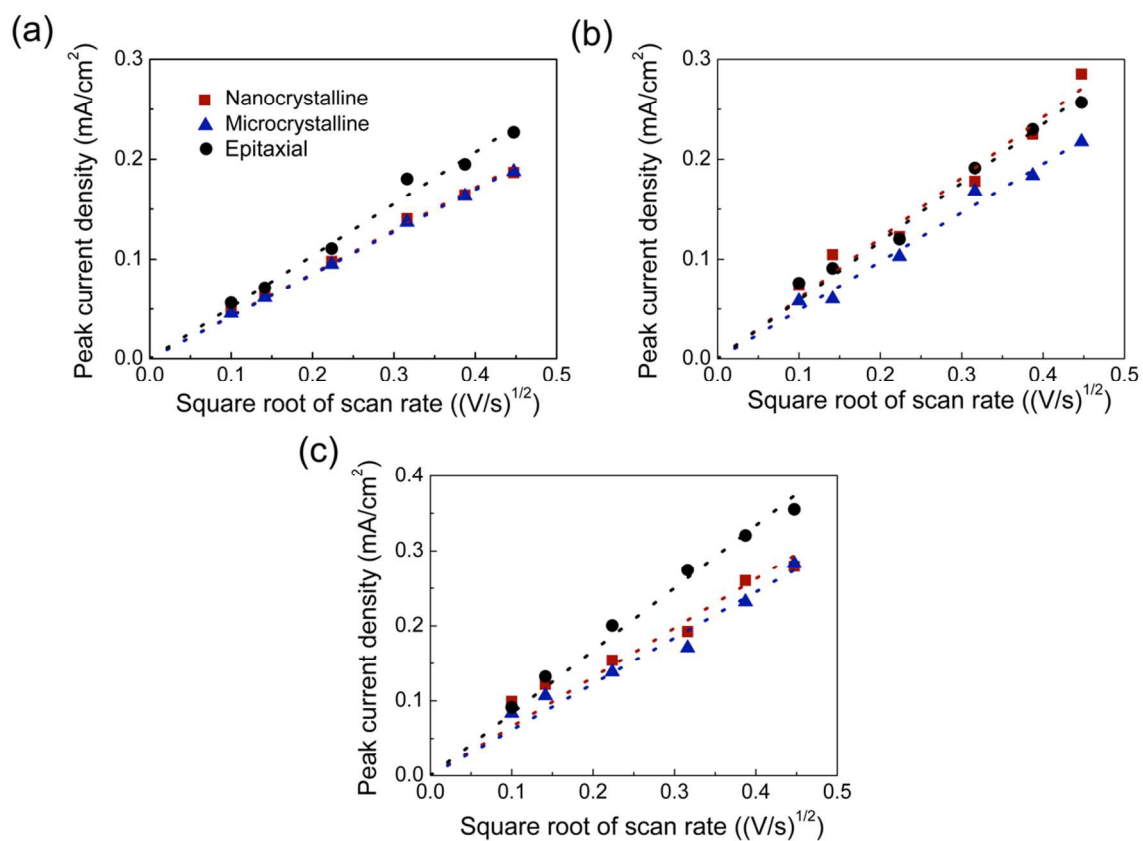 (a)
0.3
0.2
0.1
0.0
Peak current density (mA/cm²)
Nanocrystalline
Microcrystalline
Epitaxial
0.0 0.1 0.2 0.3 0.4 0.5
Square root of scan rate ((V/s)^1/2)
(b)
0.3
0.2
0.1
0.0
Peak current density (mA/cm²)
0.0 0.1 0.2 0.3 0.4 0.5
Square root of scan rate ((V/s)^1/2)
(c)
0.4
0.3
0.2
0.1
0.0
Peak current density (mA/cm²)
0.0 0.1 0.2 0.3 0.4 0.5
Square root of scan rate ((V/s)^1/2)